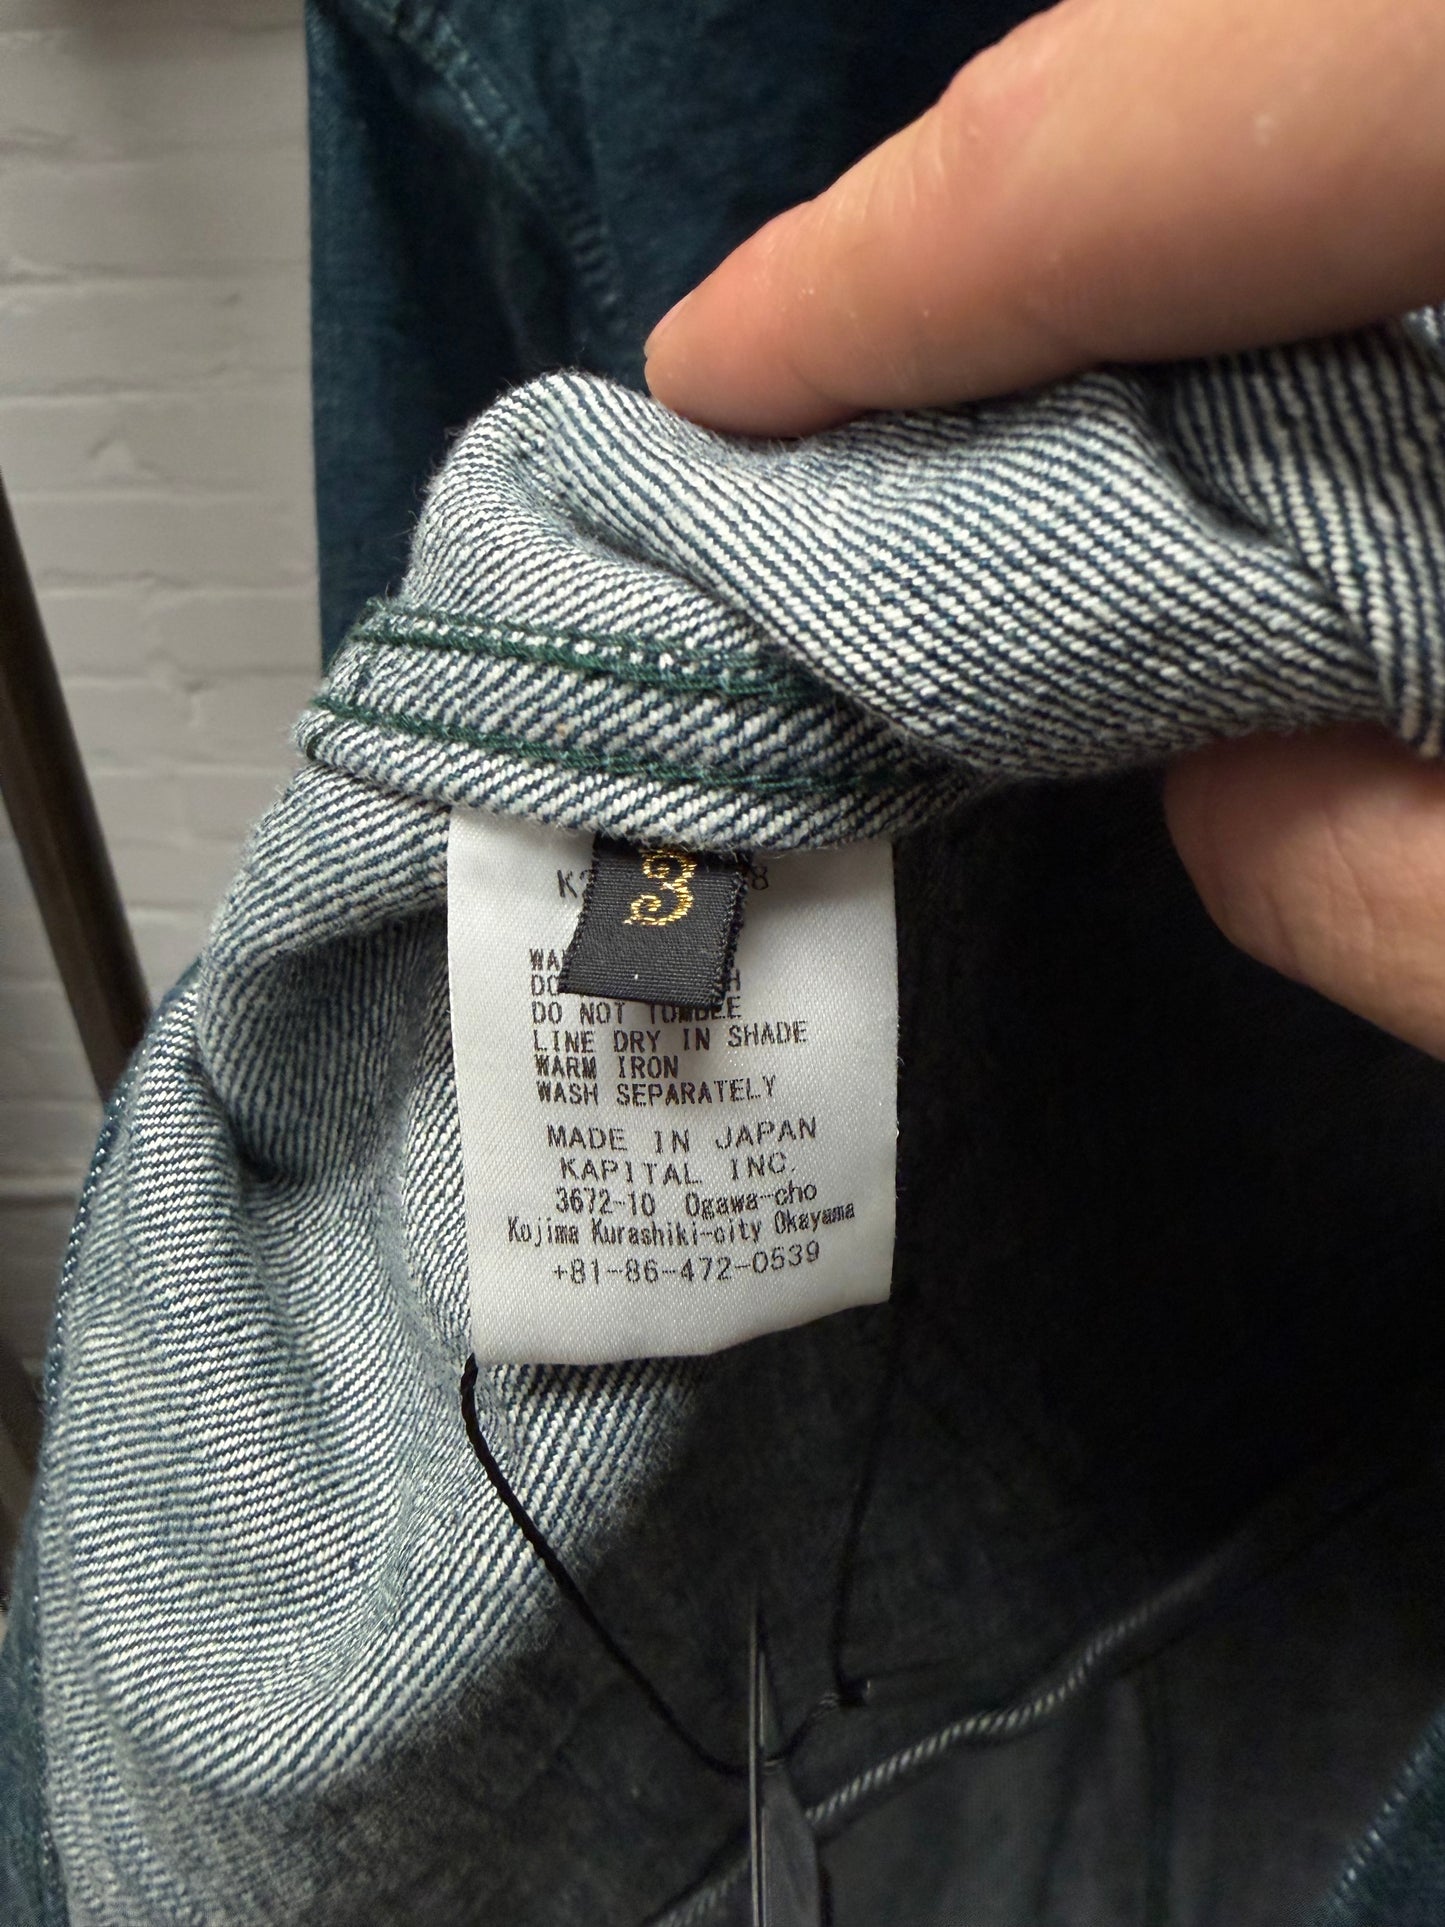 3
DO NOT TUMBLE
LINE DRY IN SHADE
WARM IRON
WASH SEPARATELY
MADE IN JAPAN
KAPITAL INC.
3672-10 Ogawa-cho
Kojima Kurashiki-city Okayama
+81-86-472-0539